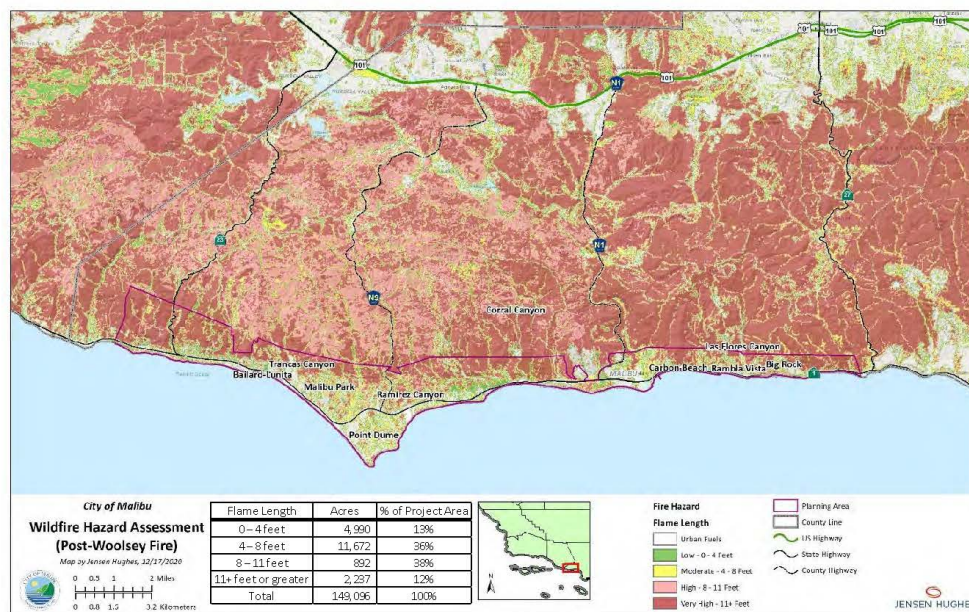 101
101
101
101
101
N1
27
23
N1
N9
Corral Canyon
Las Flores Canyon
Trancas Canyon
Big Rock
Carbon Beach
Rambla Vista
MALIBU
1
Malibu Park
Ramirez Canyon
Point Dume
City of Malibu
Wildfire Hazard Assessment
(Post-Woolsey Fire)
Map by Jensen Hughes, 12/17/2020
0 0.5 1 2 Miles
0 0.8 1.5 3.2 Kilometers
Flame Length Acres % of Project Area
0 – 4 feet 4,990 13%
4 – 8 feet 11,672 36%
8 – 11 feet 892 38%
11+ feet or greater 2,237 12%
Total 149,096 100%
N
Fire Hazard
Flame Length
Urban Fuels
Low - 0 - 4 Feet
Moderate - 4 - 8 Feet
High - 8 - 11 Feet
Very High - 11+ Feet
Planning Area
County Line
US Highway
State Highway
County Highway
JENSEN HUGHES